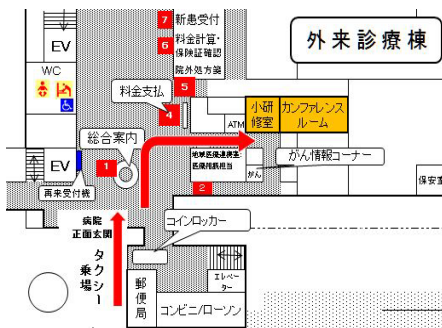 7 新患受付
外来診療棟
6 料金計算・
保険証確認
院外処方箋
5
EV
WC
料金支払
4
ATM
小研
修室
カンファレンス
ルーム
総合案内
1
EV
再来受付機
地域医療連携室:
医療福祉担当
がん
がん情報コーナー
2
保安室
病院
正面玄関
コインロッカー
タクシー
乗場
郵便局
エレベーター
コンビニ/ローソン